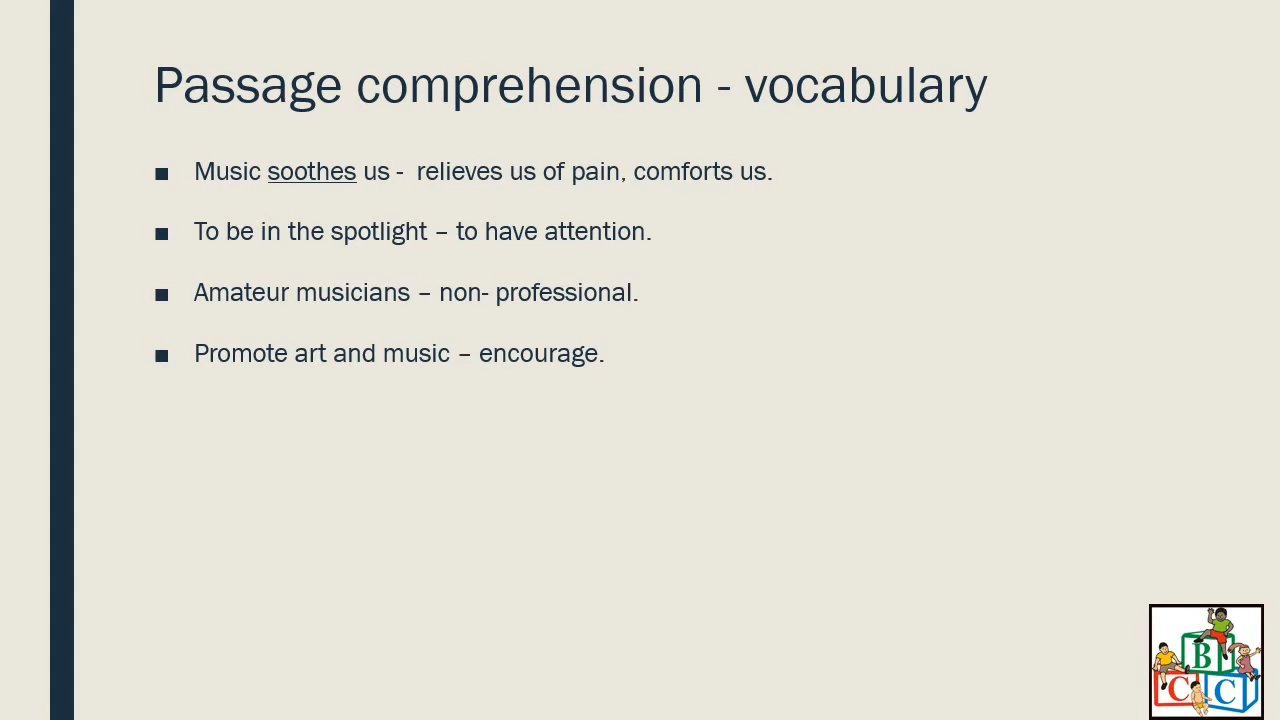 Passage comprehension - vocabulary
■ Music soothes us -  relieves us of pain, comforts us.
■ To be in the spotlight – to have attention.
■ Amateur musicians – non- professional.
■ Promote art and music – encourage.
B
C C